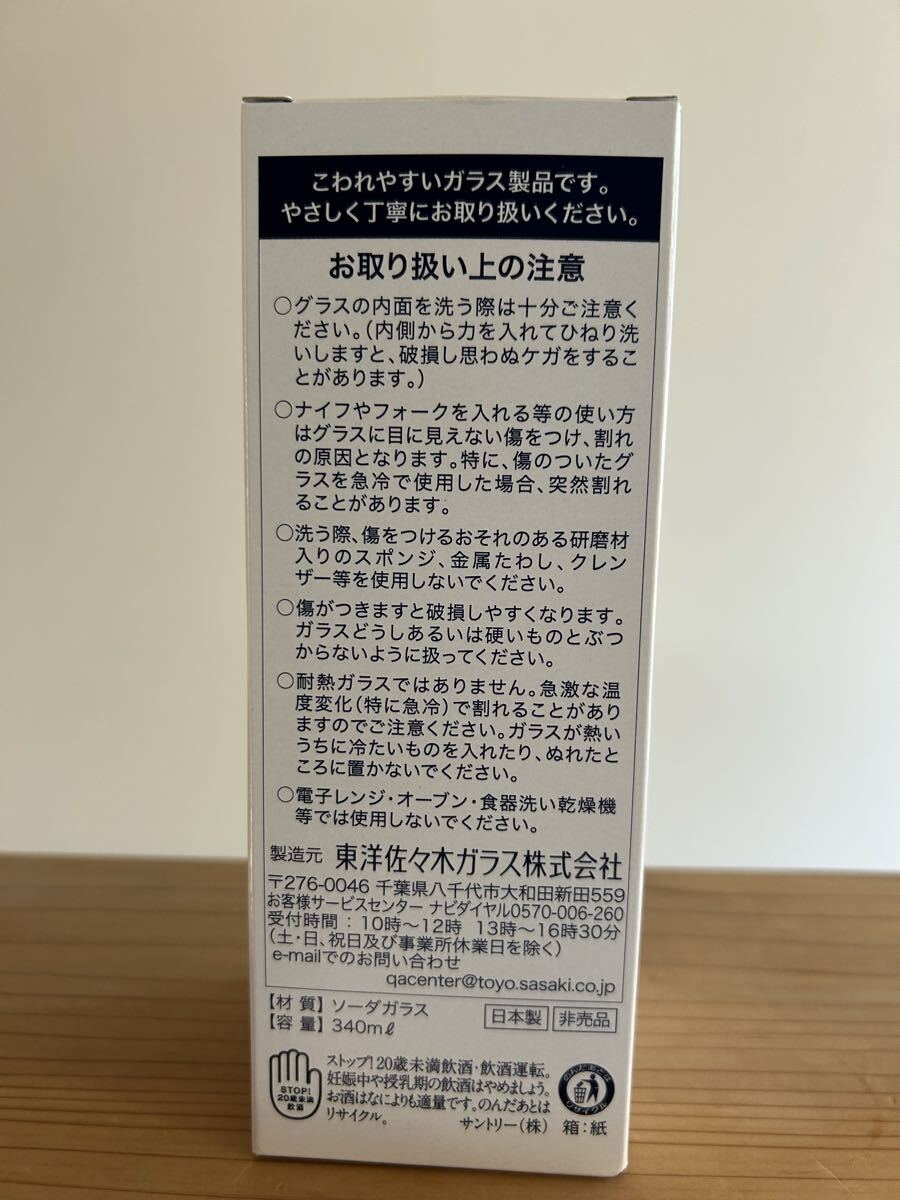 こわれやすいガラス製品です。
やさしく丁寧にお取り扱いください。
お取り扱い上の注意
○グラスの内面を洗う際は十分ご注意く
ださい。(内側から力を入れてひねり洗
いしますと、破損し思わぬケガをするこ
とがあります。)
○ナイフやフォークを入れる等の使い方
はグラスに目に見えない傷をつけ、割れ
の原因となります。特に、傷のついたグ
ラスを急冷で使用した場合、突然割れ
ることがあります。
○洗う際、傷をつけるおそれのある研磨材
入りのスポンジ、金属たわし、クレン
ザー等を使用しないでください。
○傷がつきますと破損しやすくなります。
ガラスどうしあるいは硬いものとぶつ
からないように扱ってください。
○耐熱ガラスではありません。急激な温
度変化(特に急冷)で割れることがあり
ますのでご注意ください。ガラスが熱い
うちに冷たいものを入れたり、ぬれたと
ころに置かないでください。
○電子レンジ・オーブン・食器洗い乾燥機
等では使用しないでください。
製造元 東洋佐々木ガラス株式会社
〒276-0046 千葉県八千代市大和田新田559
お客様サービスセンター ナビダイヤル0570-006-260
受付時間:10時〜12時 13時〜16時30分
(土・日、祝日及び事業所休業日を除く)
e-mailでのお問い合わせ
qacenter@toyo.sasaki.co.jp
【材 質】 ソーダガラス
【容 量】 340mℓ
日本製 非売品
STOP!
20歳未満
飲酒
ストップ!20歳未満飲酒・飲酒運転。
妊娠中や授乳期の飲酒はやめましょう。
お酒はなによりも適量です。のんだあとは
リサイクル。 サントリー(株)
のんだあとは
リサイクル
箱:紙